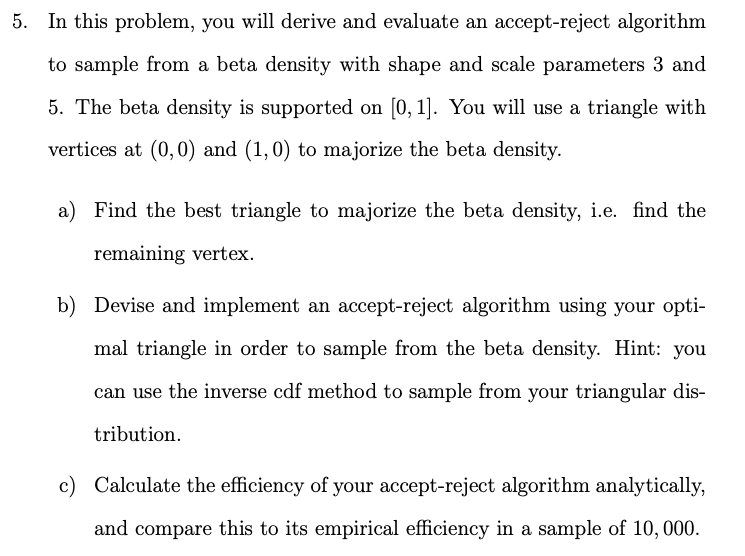 5. In this problem, you will derive and evaluate an accept-reject algorithm
to sample from a beta density with shape and scale parameters 3 and
5. The beta density is supported on [0, 1]. You will use a triangle with
vertices at (0, 0) and (1, 0) to majorize the beta density.
a) Find the best triangle to majorize the beta density, i.e. find the
remaining vertex.
b) Devise and implement an accept-reject algorithm using your opti-
mal triangle in order to sample from the beta density. Hint: you
can use the inverse cdf method to sample from your triangular dis-
tribution.
c) Calculate the efficiency of your accept-reject algorithm analytically,
and compare this to its empirical efficiency in a sample of 10, 000.